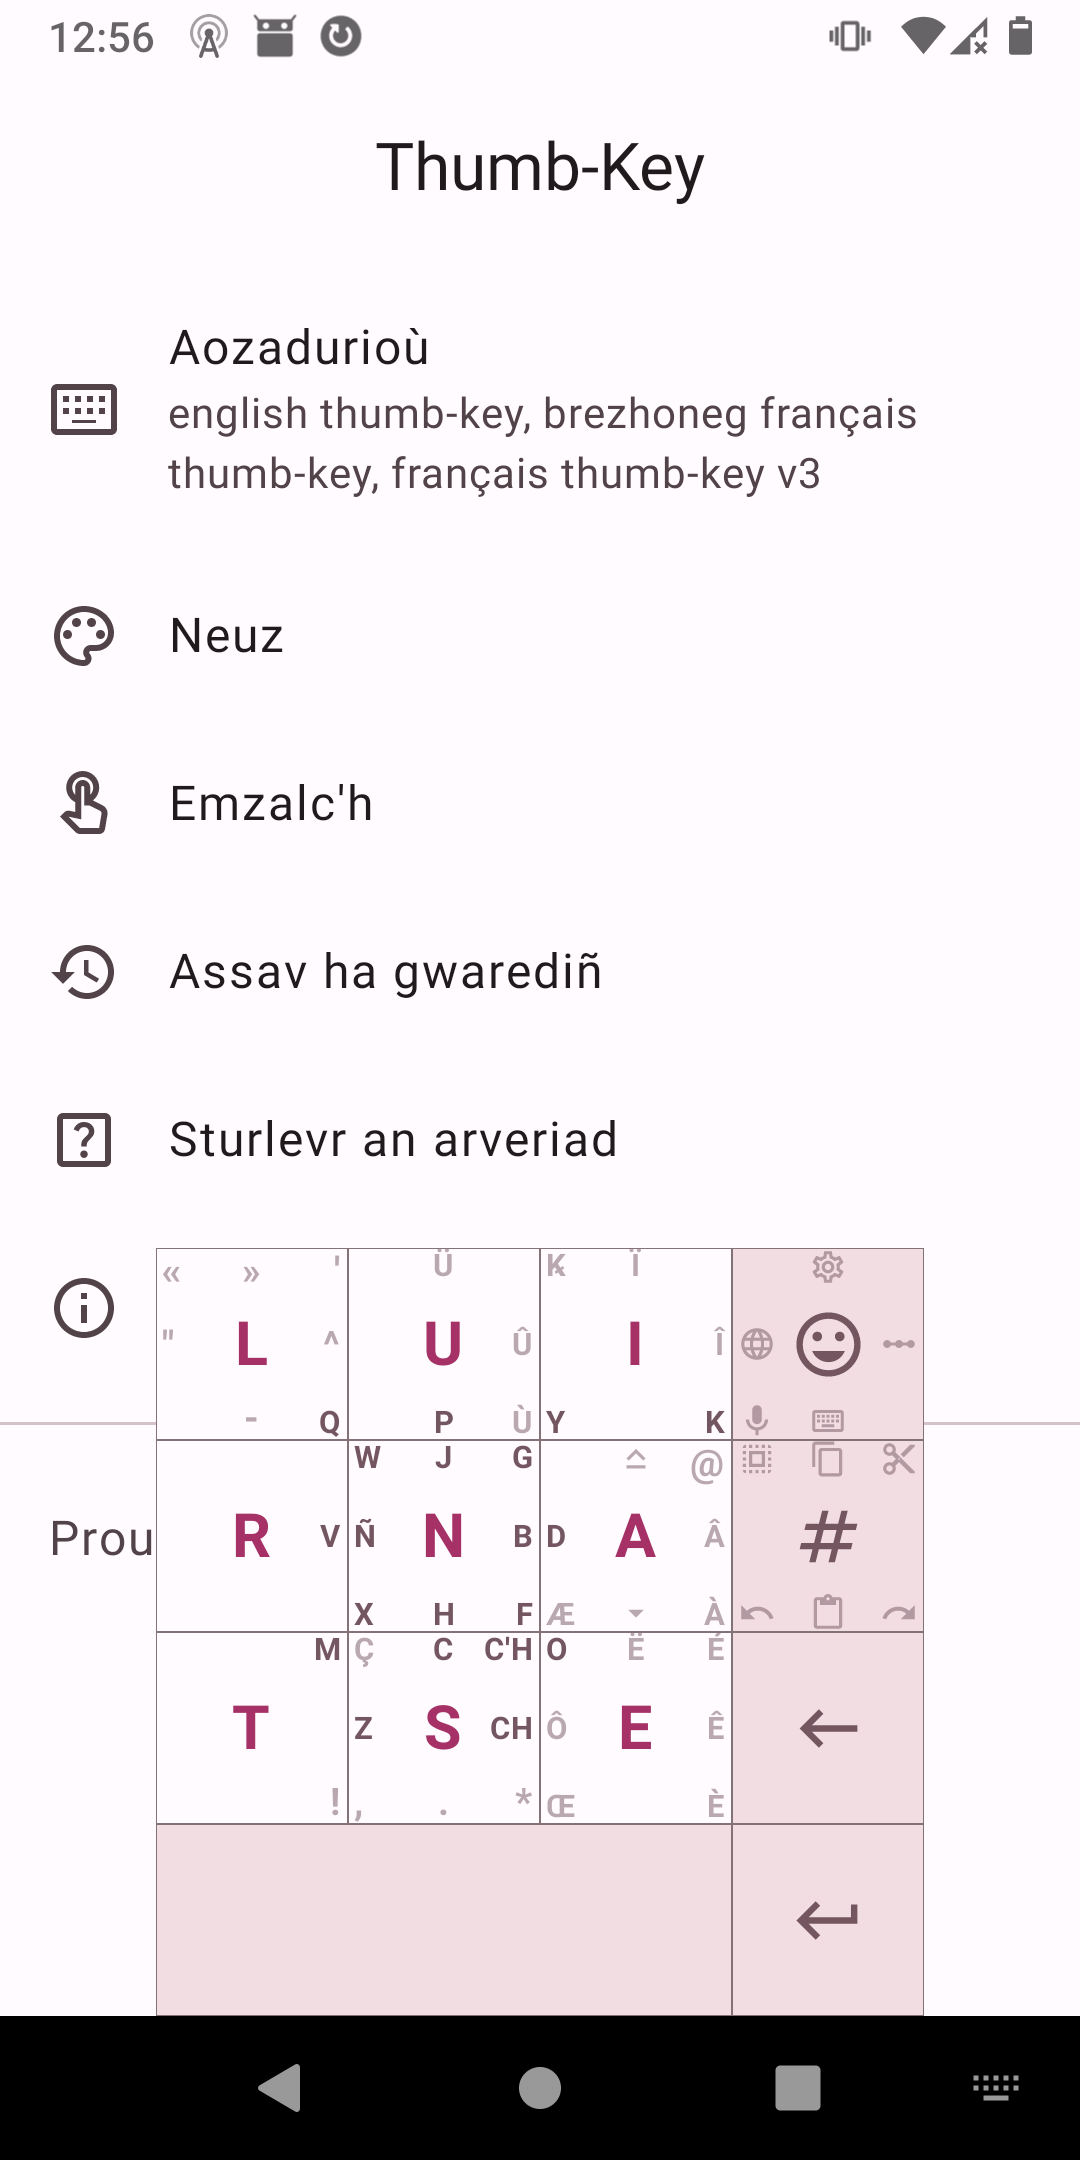 12:56
Thumb-Key
Aozadurioù
english thumb-key, brezhoneg français
thumb-key, français thumb-key v3
Neuz
Emzalc'h
Assav ha gwarediñ
Sturlevr an arveriad
« » ' Ü Ï
" L ^ U Û I Î
- Q P Ù Y K
W J G @
Prou R V Ñ N B D A Â #
X H F Æ À
M Ç C C'H O Ë É
T Z S CH Ô E Ê
! , . * Œ È